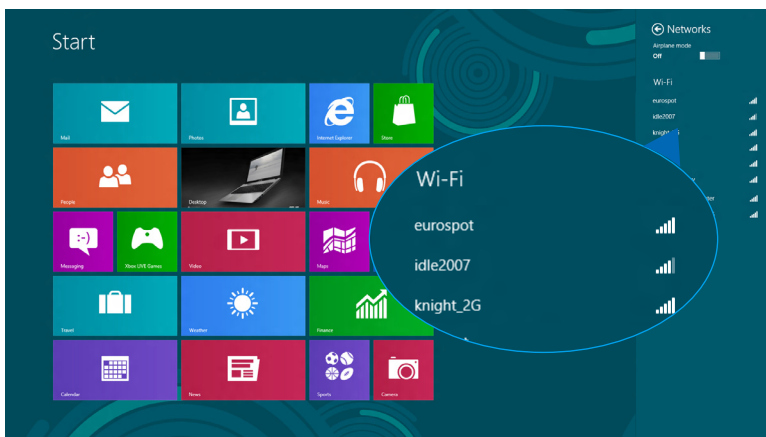 Start
Mail
Photos
Internet Explorer
Store
People
Desktop
Music
Messaging
Xbox LIVE Games
Video
Maps
Travel
Weather
Finance
Calendar
News
Sports
Camera
Networks
Airplane mode
Off
Wi-Fi
eurospot
idle2007
Wi-Fi
eurospot
idle2007
knight_2G